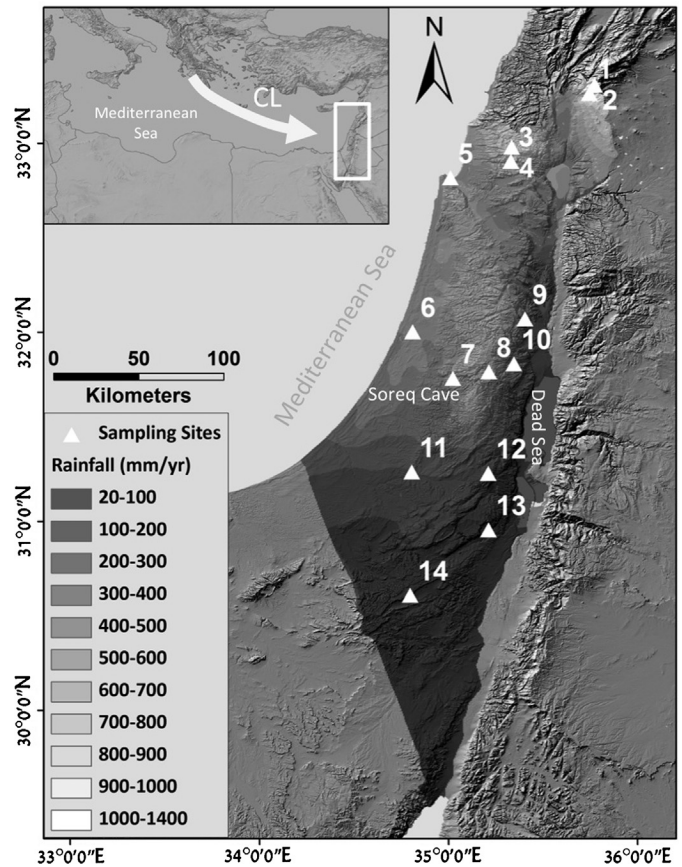 N
CL
Mediterranean
Sea
1
2
3
4
5
6
7
8
9
10
11
12
13
14
Mediterranean Sea
Soreq Cave
Dead Sea
0 50 100
Kilometers
Sampling Sites
Rainfall (mm/yr)
20-100
100-200
200-300
300-400
400-500
500-600
600-700
700-800
800-900
900-1000
1000-1400
33°0'0"N
32°0'0"N
31°0'0"N
30°0'0"N
33°0'0"E
34°0'0"E
35°0'0"E
36°0'0"E